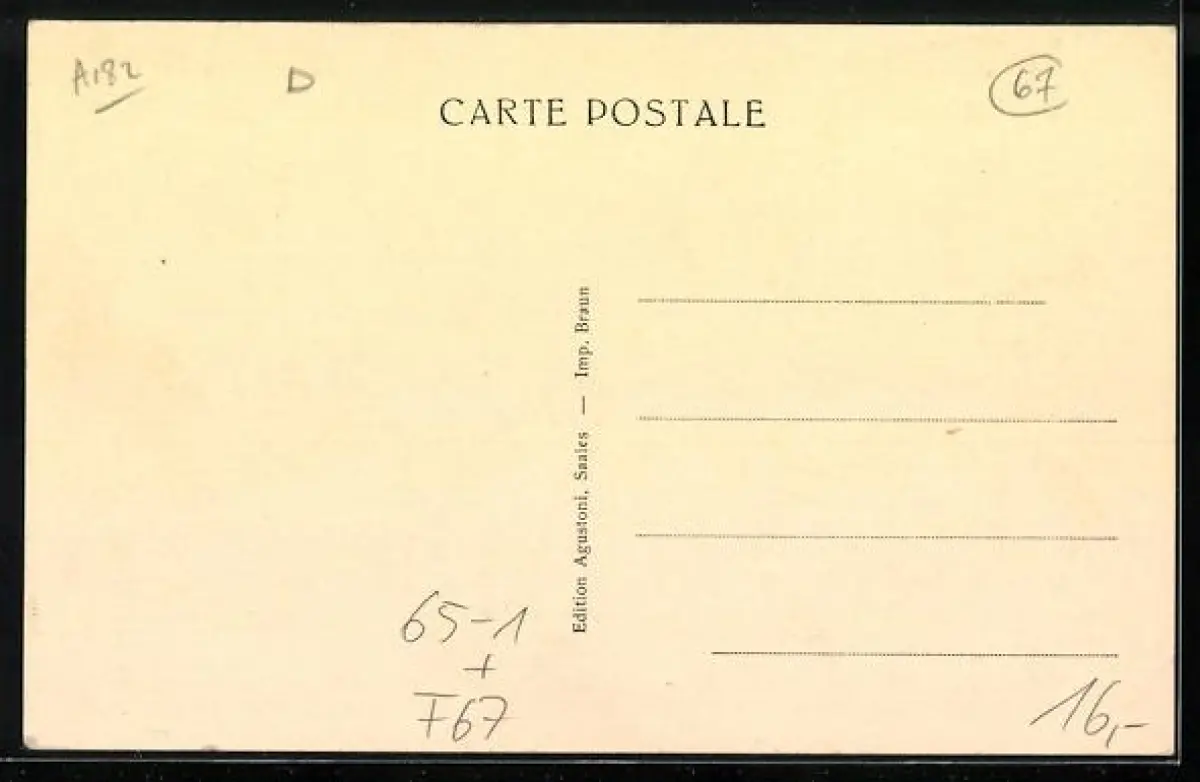 A182
D
67
CARTE POSTALE
Edition Agustoni, Saales — Imp. Braun
65-1
+
F67
16,-